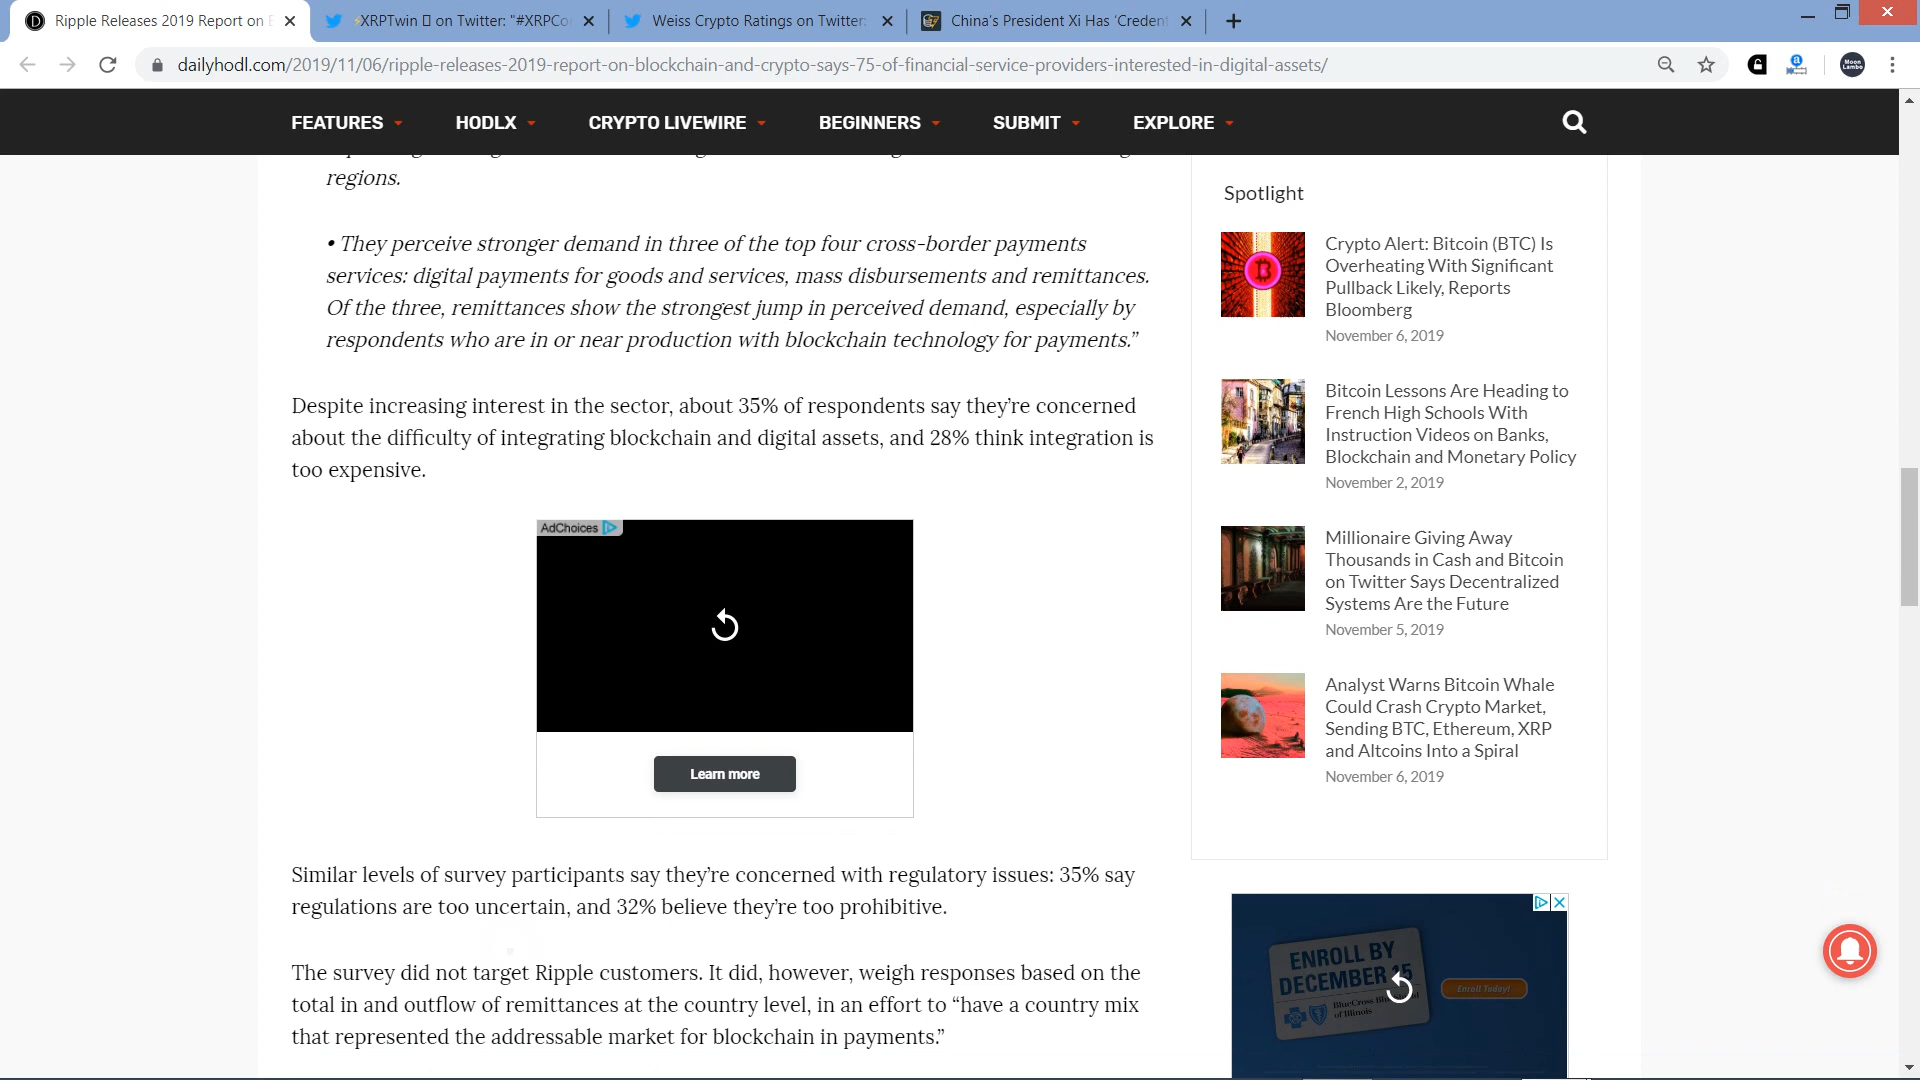 Ripple Releases 2019 Report on
XRPTwin on Twitter: "#XRPCo
Weiss Crypto Ratings on Twitter:
China's President Xi Has 'Creden
dailyhodl.com/2019/11/06/ripple-releases-2019-report-on-blockchain-and-crypto-says-75-of-financial-service-providers-interested-in-digital-assets/
Moon
Lambo
FEATURES
HODLX
CRYPTO LIVEWIRE
BEGINNERS
SUBMIT
EXPLORE
regions.
• They perceive stronger demand in three of the top four cross-border payments
services: digital payments for goods and services, mass disbursements and remittances.
Of the three, remittances show the strongest jump in perceived demand, especially by
respondents who are in or near production with blockchain technology for payments.”
Despite increasing interest in the sector, about 35% of respondents say they’re concerned
about the difficulty of integrating blockchain and digital assets, and 28% think integration is
too expensive.
AdChoices
Learn more
Similar levels of survey participants say they’re concerned with regulatory issues: 35% say
regulations are too uncertain, and 32% believe they’re too prohibitive.
The survey did not target Ripple customers. It did, however, weigh responses based on the
total in and outflow of remittances at the country level, in an effort to “have a country mix
that represented the addressable market for blockchain in payments.”
Spotlight
Crypto Alert: Bitcoin (BTC) Is
Overheating With Significant
Pullback Likely, Reports
Bloomberg
November 6, 2019
Bitcoin Lessons Are Heading to
French High Schools With
Instruction Videos on Banks,
Blockchain and Monetary Policy
November 2, 2019
Millionaire Giving Away
Thousands in Cash and Bitcoin
on Twitter Says Decentralized
Systems Are the Future
November 5, 2019
Analyst Warns Bitcoin Whale
Could Crash Crypto Market,
Sending BTC, Ethereum, XRP
and Altcoins Into a Spiral
November 6, 2019
ENROLL BY
DECEMBER 15
BlueCross
of Illinois
Enroll Today!